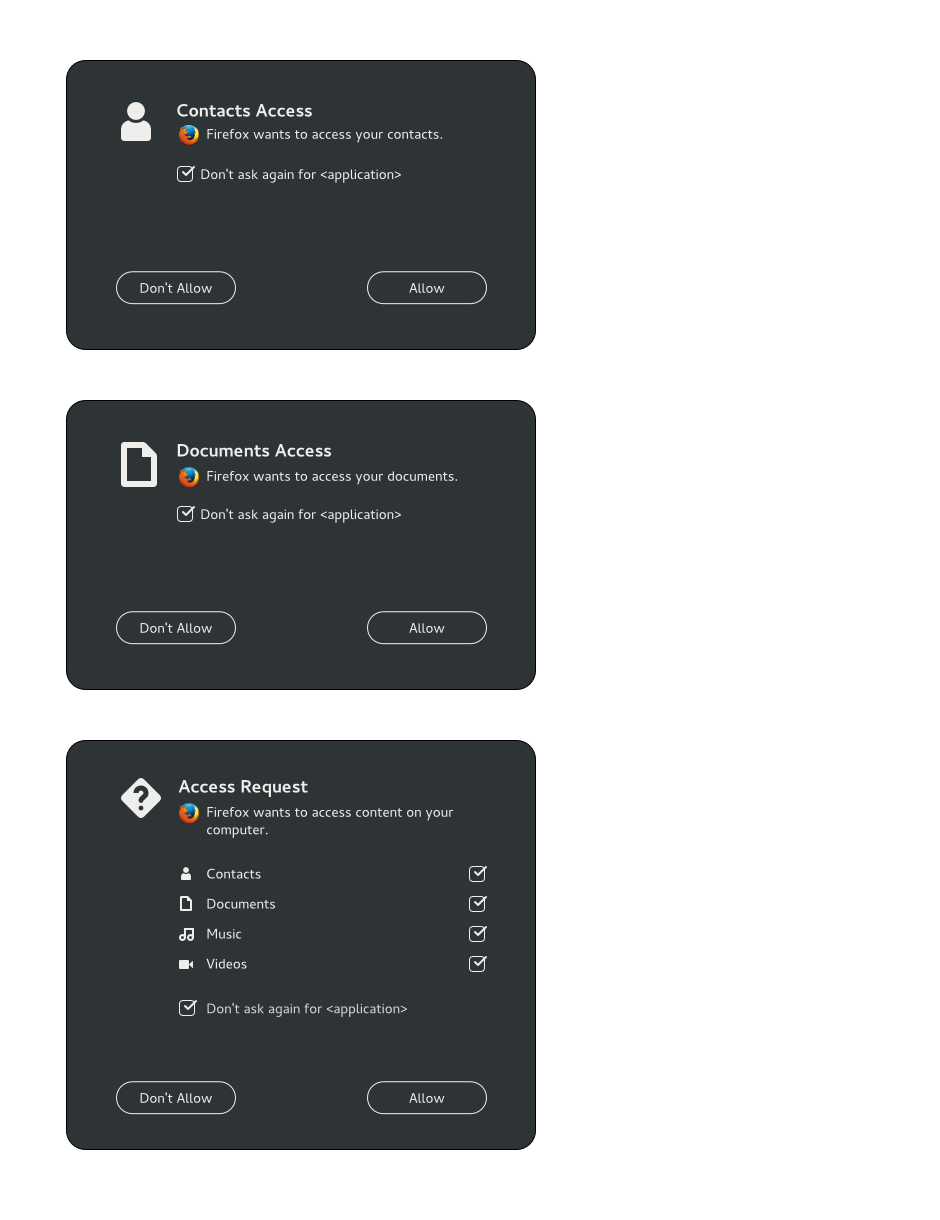 Contacts Access
Firefox wants to access your contacts.
Don't ask again for <application>
Don't Allow
Allow
Documents Access
Firefox wants to access your documents.
Don't ask again for <application>
Don't Allow
Allow
Access Request
Firefox wants to access content on your
computer.
Contacts
Documents
Music
Videos
Don't ask again for <application>
Don't Allow
Allow